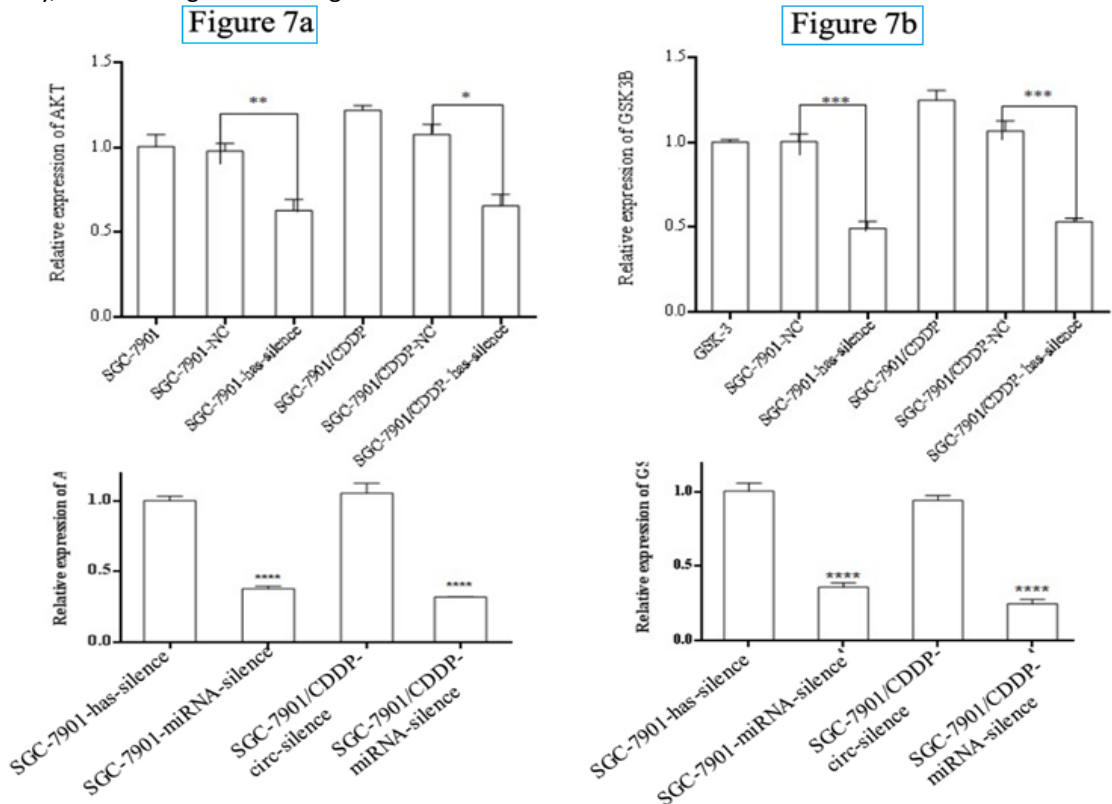 Figure 7a
Relative expression of AKT
1.5
1.0
0.5
0.0
**
*
SGC-7901
SGC-7901-NC
SGC-7901-has-silence
SGC-7901/CDDP
SGC-7901/CDDP-NC
SGC-7901/CDDP- has-silence
Figure 7b
Relative expression of GSK3B
1.5
1.0
0.5
0.0
***
***
GSK-3
SGC-7901-NC
SGC-7901-has-silence
SGC-7901/CDDP
SGC-7901/CDDP-NC
SGC-7901/CDDP- has-silence
Relative expression of A
1.0
0.5
0.0
****
****
SGC-7901-has-silence
SGC-7901-miRNA-silence
SGC-7901/CDDP-
circ-silence
SGC-7901/CDDP-
miRNA-silence
Relative expression of GS
1.0
0.5
0.0
****
****
SGC-7901-has-silence
SGC-7901-miRNA-silence
SGC-7901/CDDP-
circ-silence
SGC-7901/CDDP-
miRNA-silence